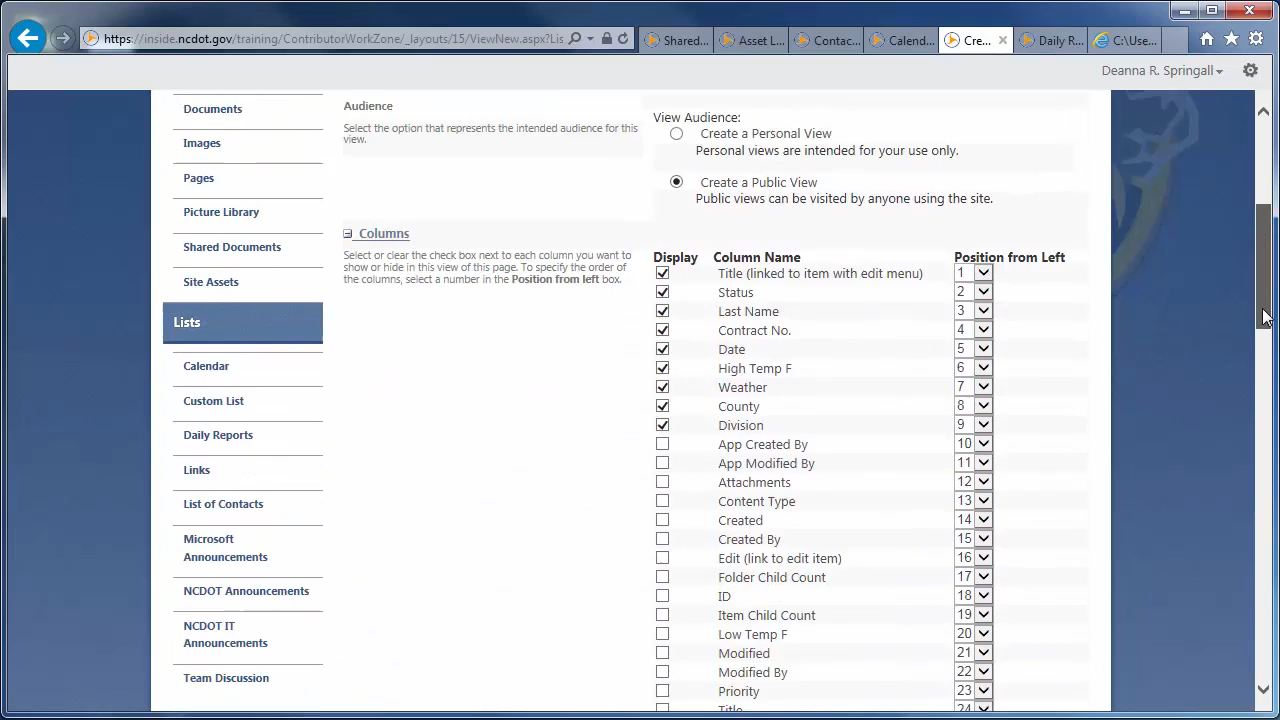 https://inside.ncdot.gov/training/ContributorWorkZone/_layouts/15/ViewNew.aspx?Lis
Shared...
Asset L...
Contac...
Calend...
Cre...
Daily R...
C:\Use...
Deanna R. Springall
Documents
Images
Pages
Picture Library
Shared Documents
Site Assets
Lists
Calendar
Custom List
Daily Reports
Links
List of Contacts
Microsoft
Announcements
NCDOT Announcements
NCDOT IT
Announcements
Team Discussion
Audience
Select the option that represents the intended audience for this
view.
View Audience:
Create a Personal View
Personal views are intended for your use only.
Create a Public View
Public views can be visited by anyone using the site.
Columns
Select or clear the check box next to each column you want to
show or hide in this view of this page. To specify the order of
the columns, select a number in the Position from left box.
Display Column Name Position from Left
Title (linked to item with edit menu) 1
Status 2
Last Name 3
Contract No. 4
Date 5
High Temp F 6
Weather 7
County 8
Division 9
App Created By 10
App Modified By 11
Attachments 12
Content Type 13
Created 14
Created By 15
Edit (link to edit item) 16
Folder Child Count 17
ID 18
Item Child Count 19
Low Temp F 20
Modified 21
Modified By 22
Priority 23
Title 24